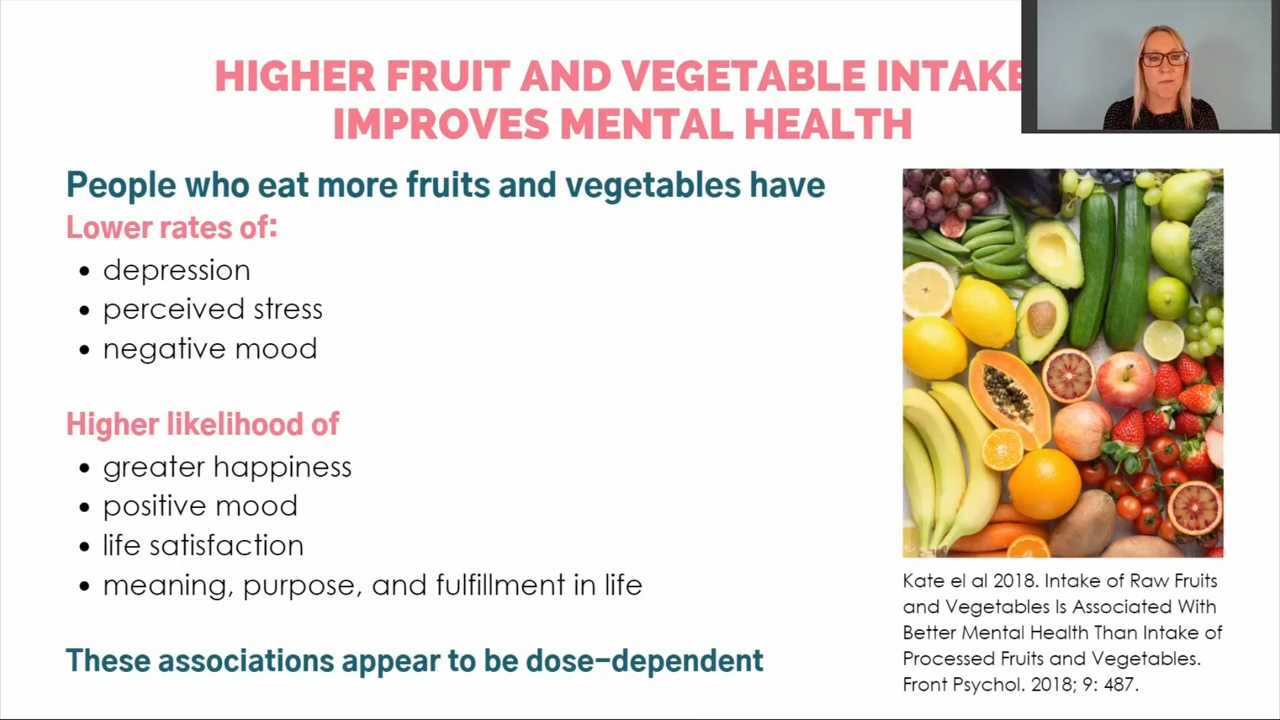 HIGHER FRUIT AND VEGETABLE INTAKE
IMPROVES MENTAL HEALTH
People who eat more fruits and vegetables have
Lower rates of:
• depression
• perceived stress
• negative mood
Higher likelihood of
• greater happiness
• positive mood
• life satisfaction
• meaning, purpose, and fulfillment in life
These associations appear to be dose-dependent
Kate el al 2018. Intake of Raw Fruits
and Vegetables Is Associated With
Better Mental Health Than Intake of
Processed Fruits and Vegetables.
Front Psychol. 2018; 9: 487.